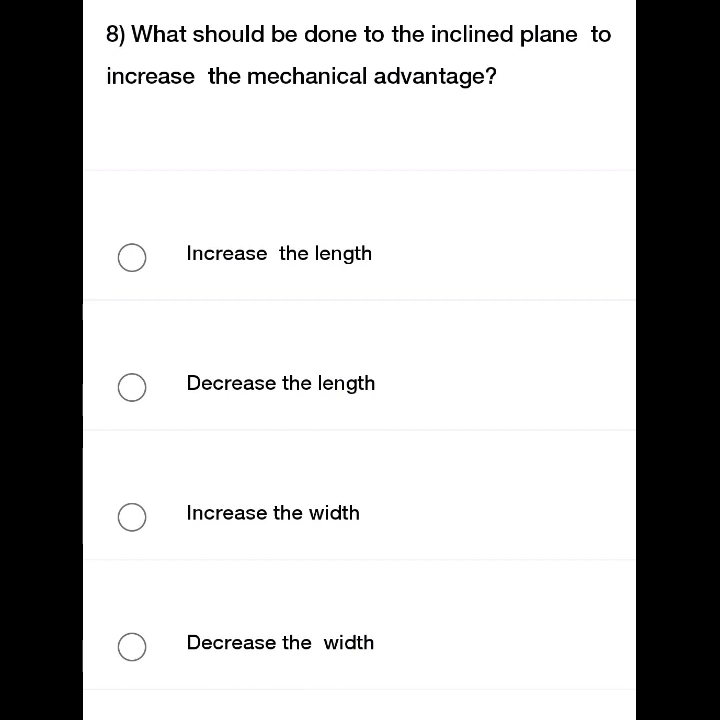 8) What should be done to the inclined plane to
increase the mechanical advantage?
Increase the length
Decrease the length
Increase the width
Decrease the width